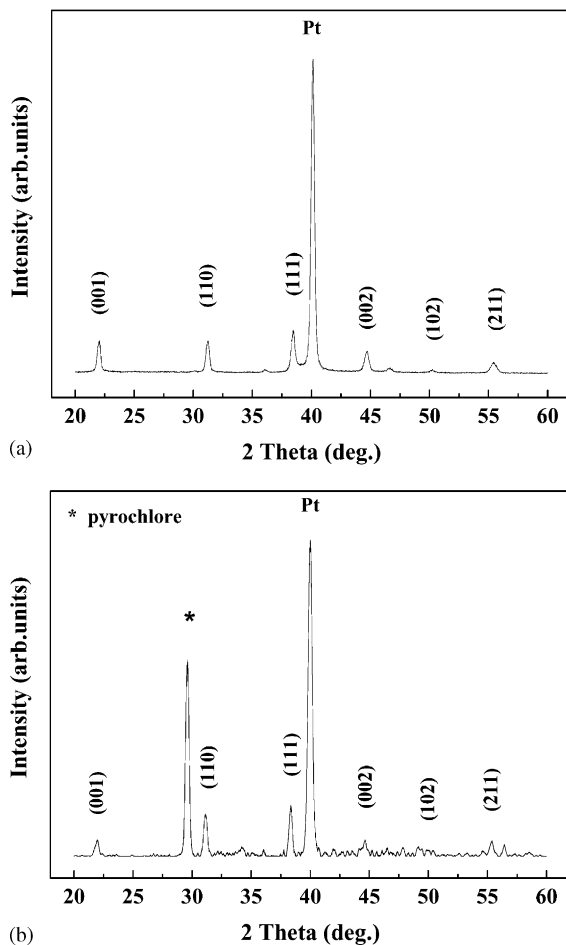 Pt
Intensity (arb.units)
(001)
(110)
(111)
(002)
(102)
(211)
20 25 30 35 40 45 50 55 60
2 Theta (deg.)
(a)
* pyrochlore
Pt
Intensity (arb.units)
*
(001)
(110)
(111)
(002)
(102)
(211)
20 25 30 35 40 45 50 55 60
2 Theta (deg.)
(b)